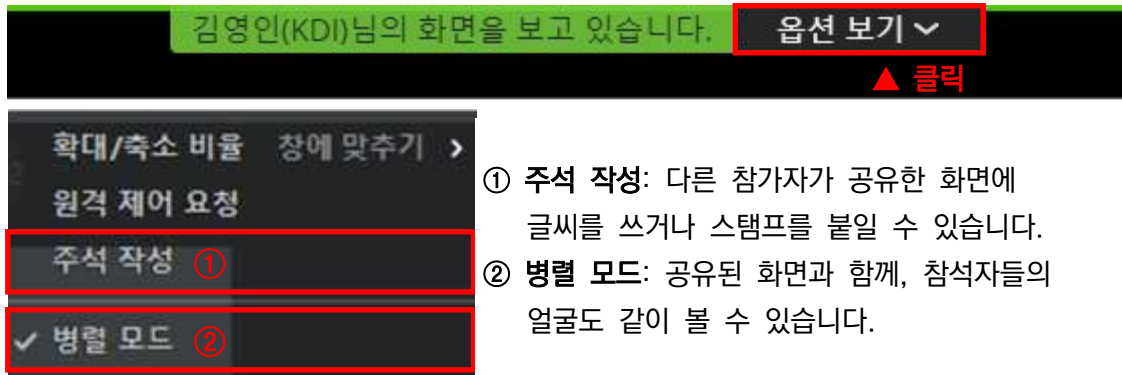 김영인(KDI)님의 화면을 보고 있습니다. 옵션 보기
▲ 클릭
확대/축소 비율 창에 맞추기 >
원격 제어 요청
주석 작성 ①
✓ 병렬 모드 ②
① 주석 작성: 다른 참가자가 공유한 화면에
글씨를 쓰거나 스탬프를 붙일 수 있습니다.
② 병렬 모드: 공유된 화면과 함께, 참석자들의
얼굴도 같이 볼 수 있습니다.